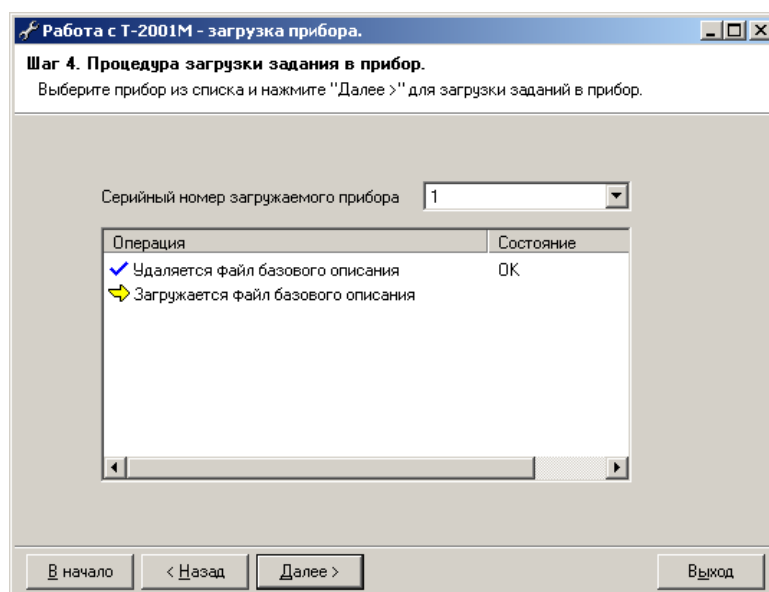 Работа с Т-2001М - загрузка прибора.
Шаг 4. Процедура загрузки задания в прибор.
Выберите прибор из списка и нажмите "Далее >" для загрузки заданий в прибор.
Серийный номер загружаемого прибора 1
Операция Состояние
Удаляется файл базового описания OK
Загружается файл базового описания
В начало < Назад Далее > Выход